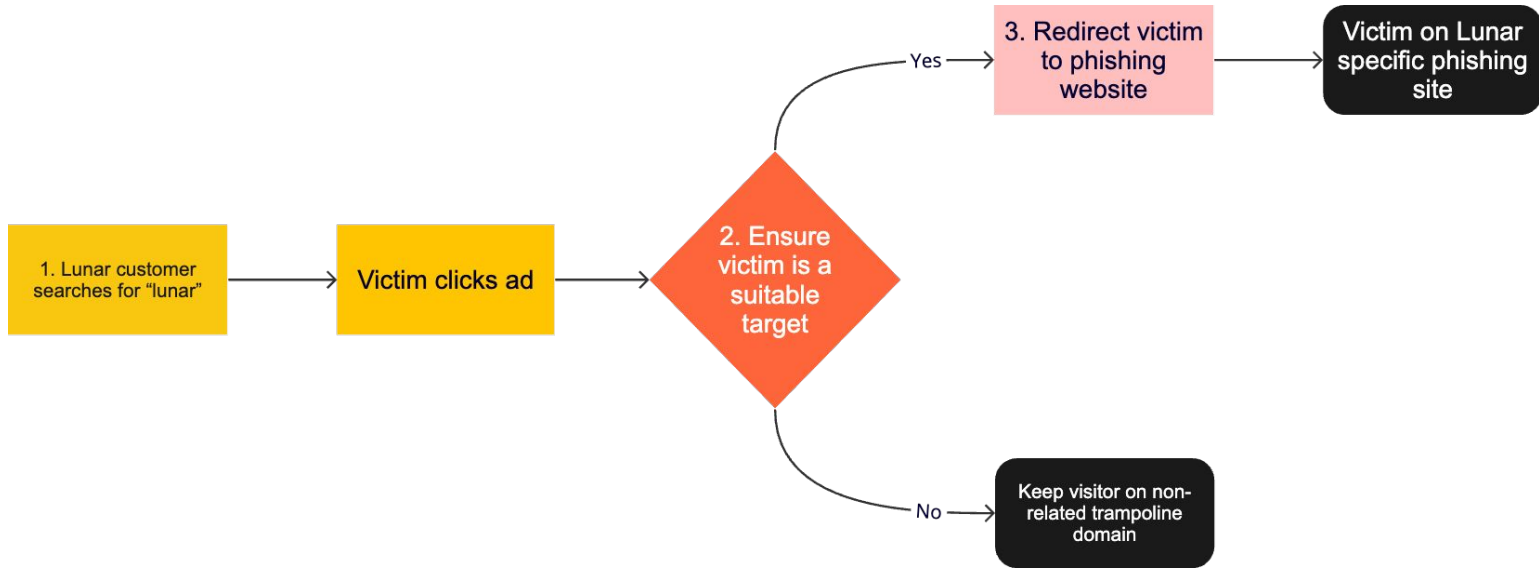 1. Lunar customer
searches for “lunar”
Victim clicks ad
2. Ensure
victim is a
suitable
target
Yes
3. Redirect victim
to phishing
website
Victim on Lunar
specific phishing
site
No
Keep visitor on non-
related trampoline
domain